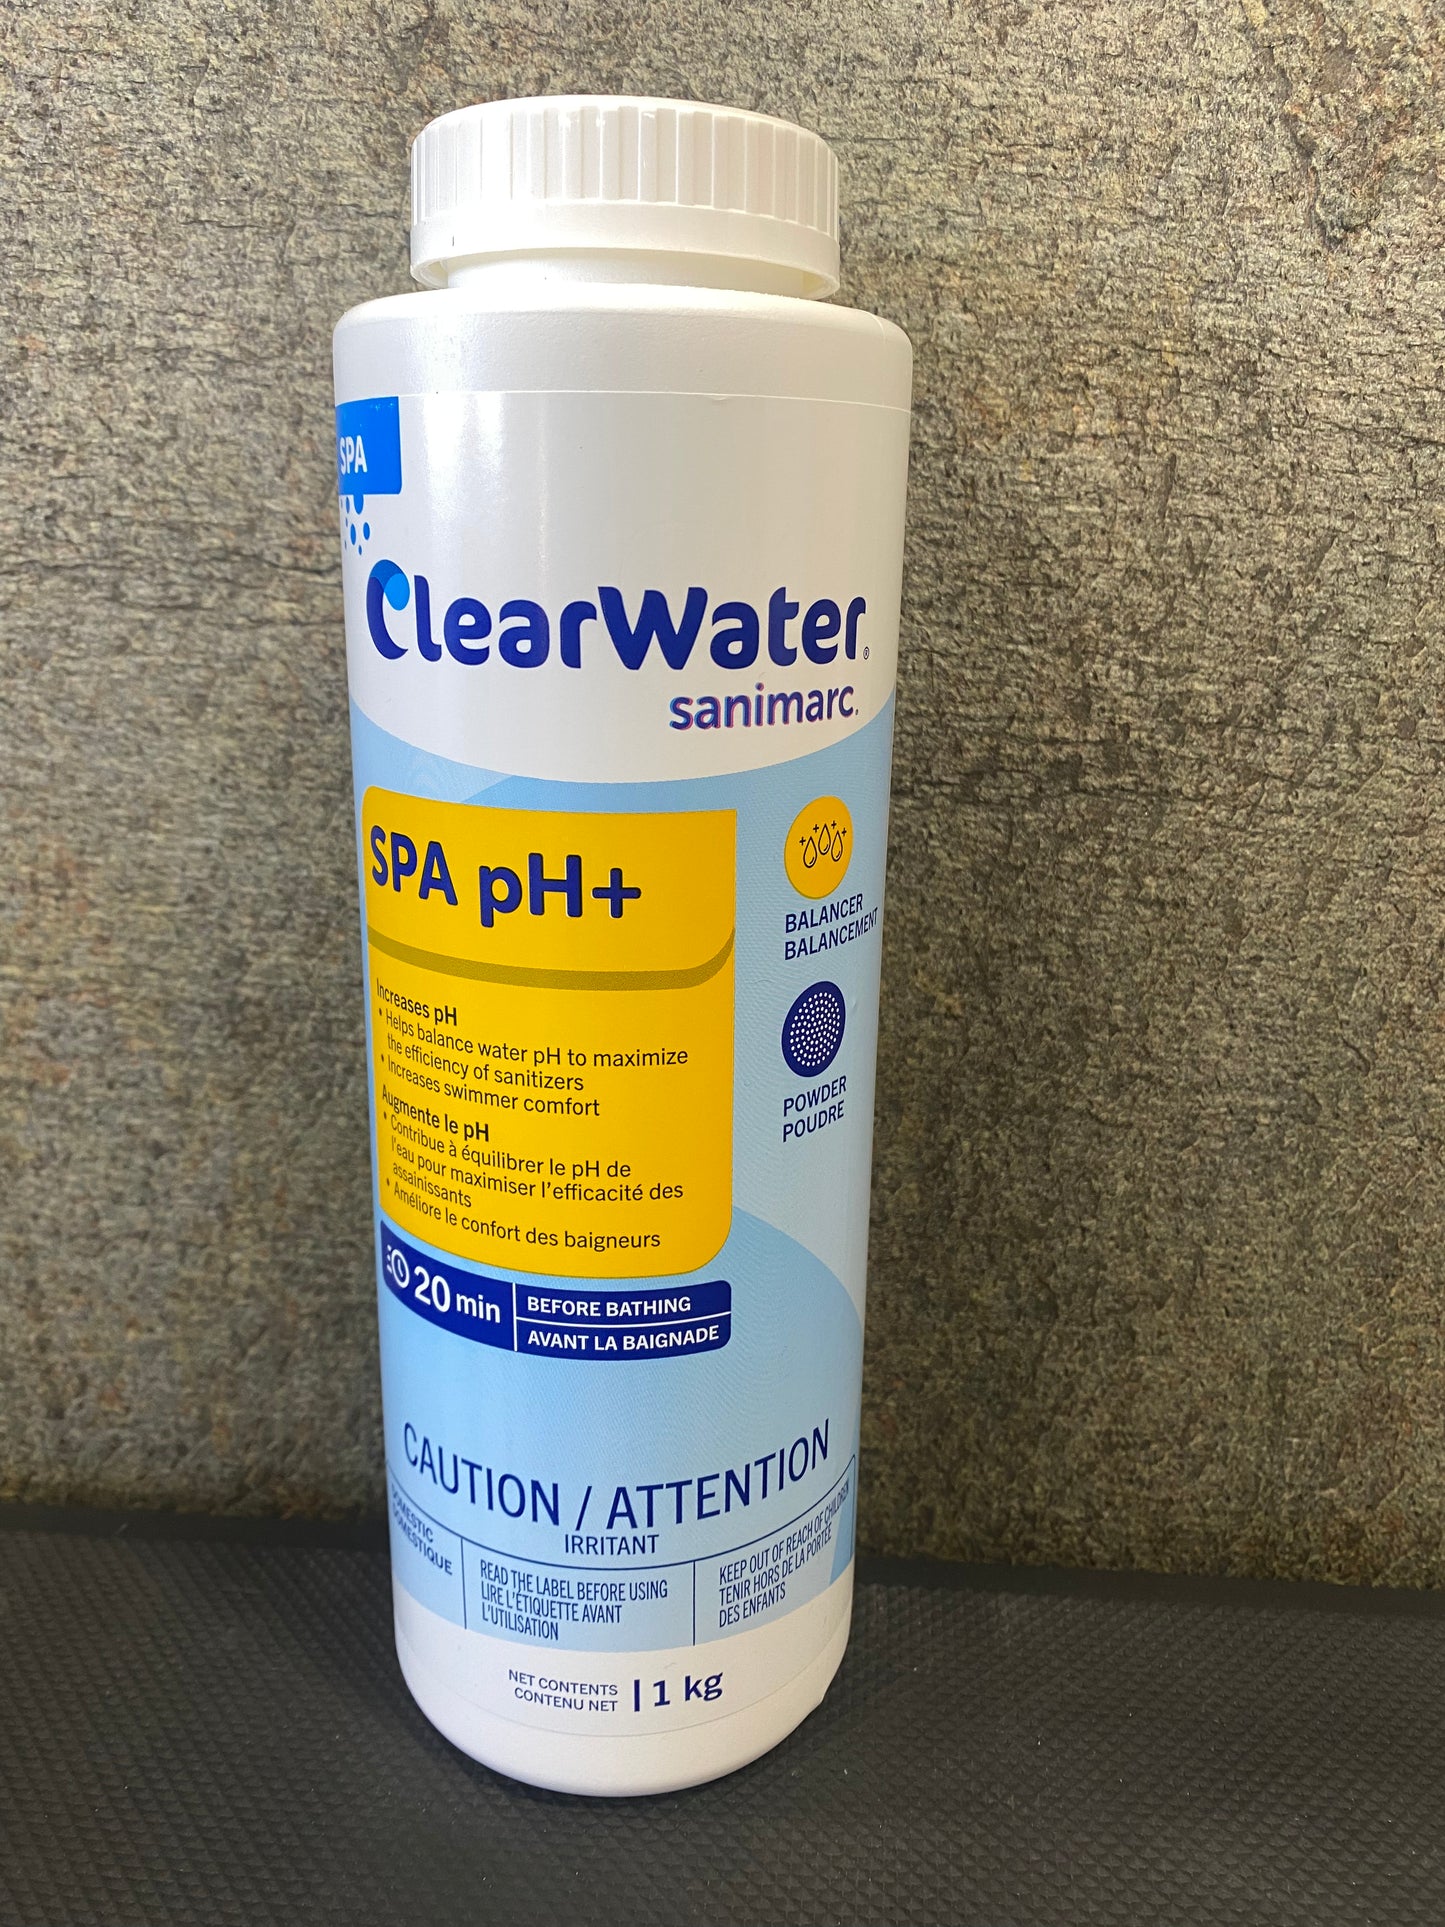 SPA
ClearWater®
sanimarc.
SPA pH+
Increases pH
• Helps balance water pH to maximize
the efficiency of sanitizers
• Increases swimmer comfort
Augmente le pH
• Contribue à équilibrer le pH de
l'eau pour maximiser l'efficacité des
assainissants
• Améliore le confort des baigneurs
BALANCER
BALANCEMENT
POWDER
POUDRE
20 min
BEFORE BATHING
AVANT LA BAIGNADE
CAUTION / ATTENTION
IRRITANT
DOMESTIC
DOMESTIQUE
READ THE LABEL BEFORE USING
LIRE L'ÉTIQUETTE AVANT
L'UTILISATION
KEEP OUT OF REACH OF CHILDREN
TENIR HORS DE LA PORTÉE
DES ENFANTS
NET CONTENTS
CONTENU NET
1 kg